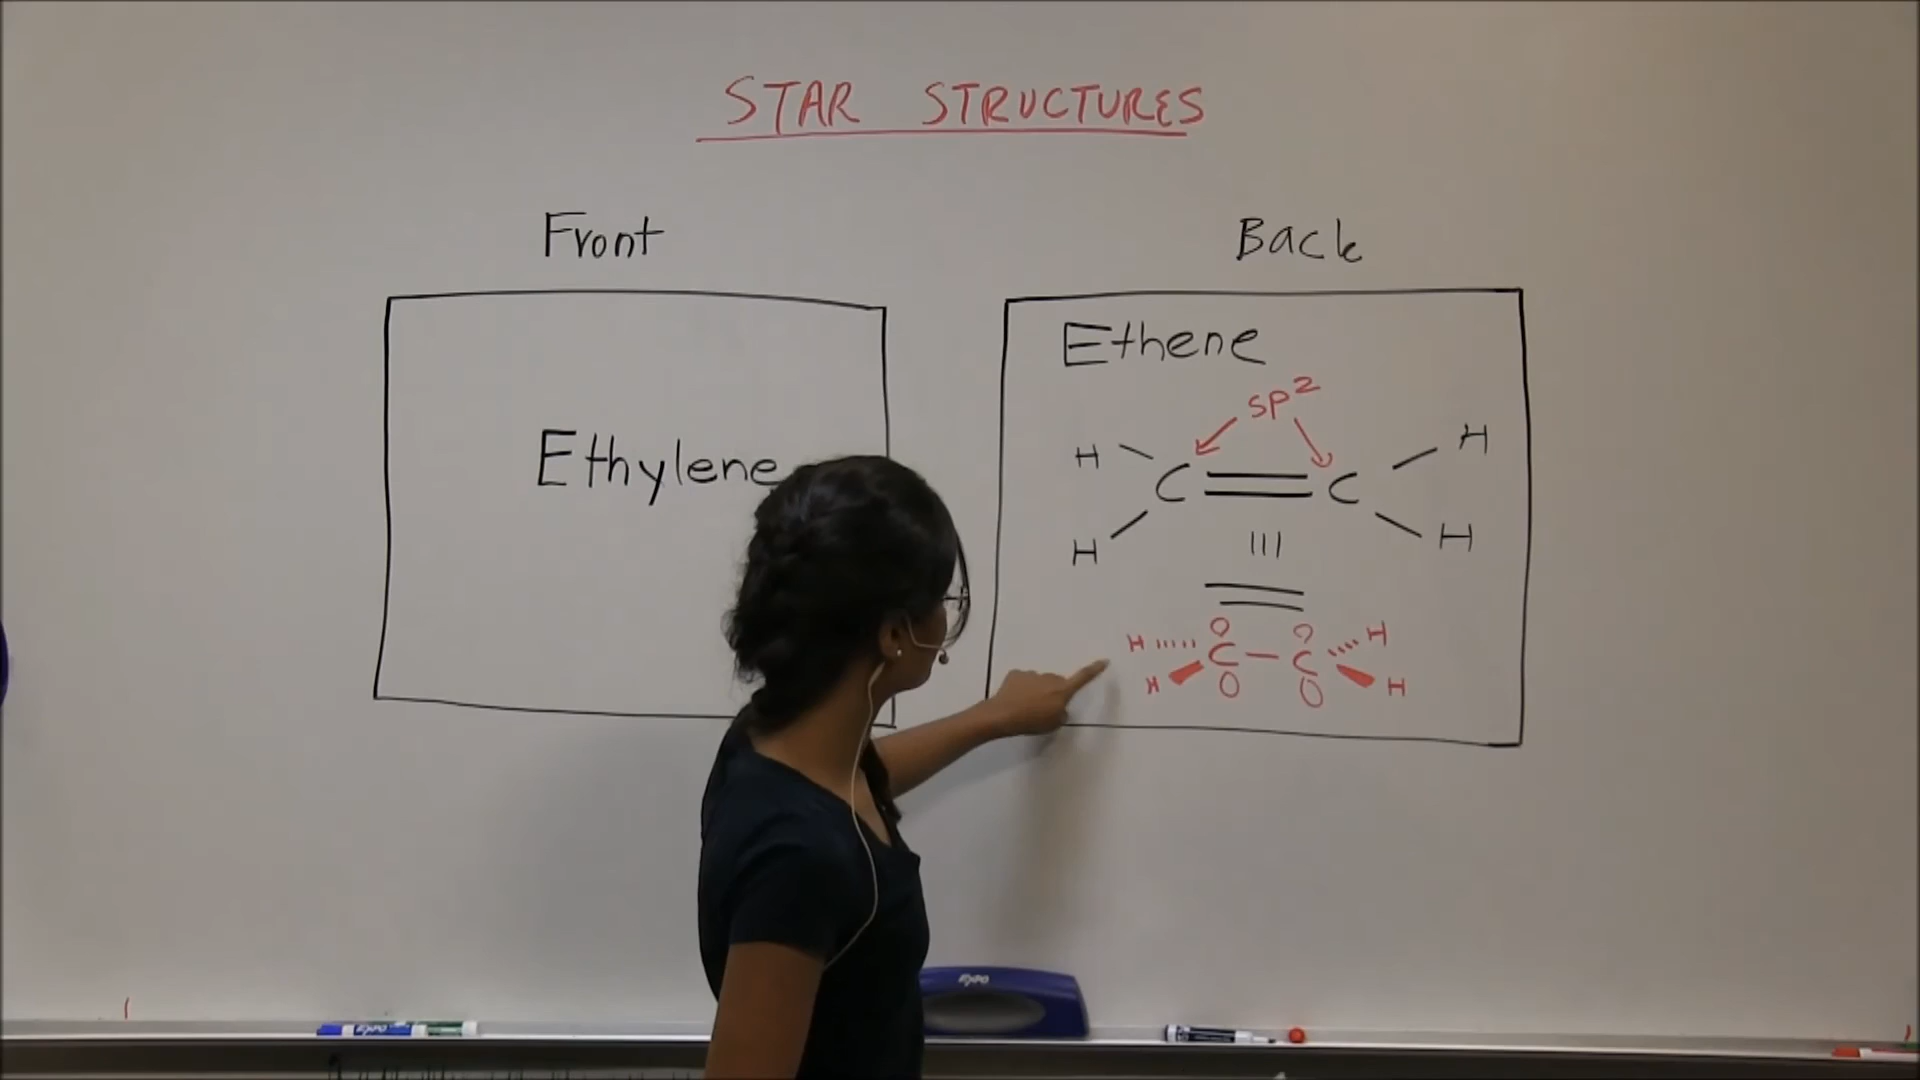 STAR STRUCTURES
Front
Back
Ethylene
Ethene
sp²
H C C H
H H
H C C H
H H
EXPO
EXPO